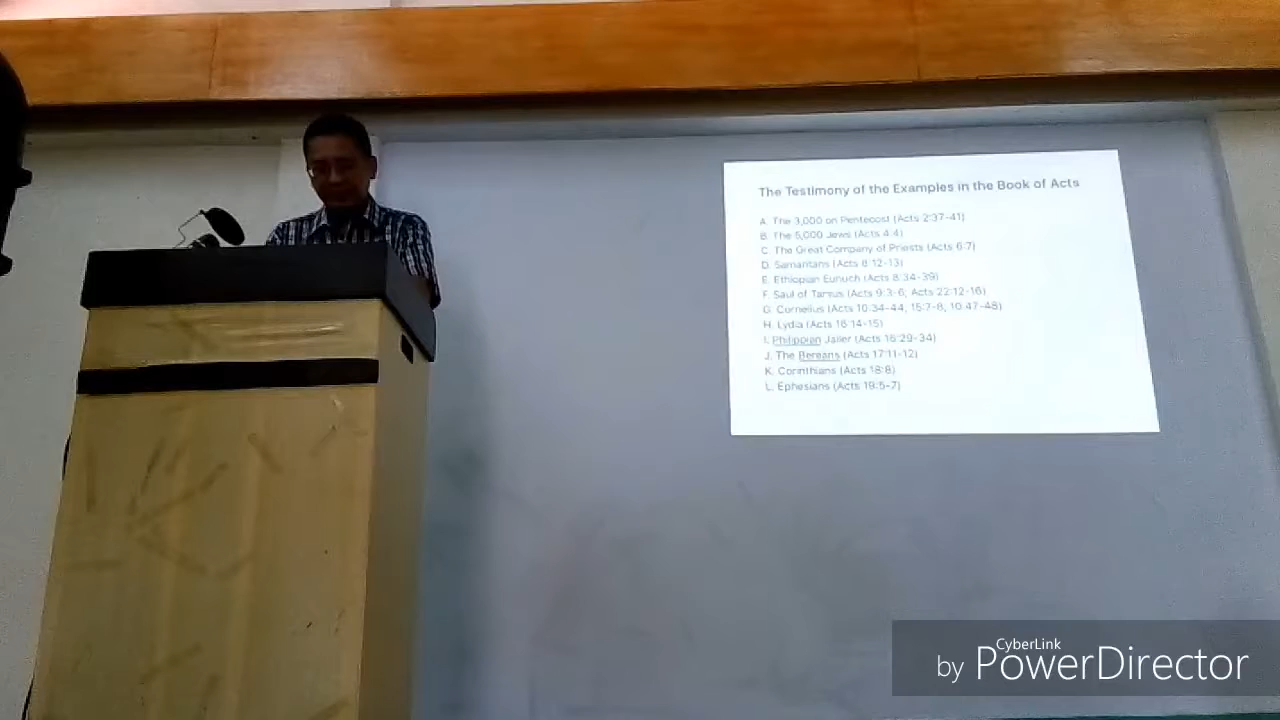 The Testimony of the Examples in the Book of Acts
A. The 3,000 on Pentecost (Acts 2:37-41)
B. The 5,000 Jews (Acts 4:4)
C. The Great Company of Priests (Acts 6:7)
D. Samaritans (Acts 8:12-13)
E. Ethiopian Eunuch (Acts 8:34-39)
F. Saul of Tarsus (Acts 9:3-6; Acts 22:12-16)
G. Cornelius (Acts 10:34-44; 15:7-8, 10:47-48)
H. Lydia (Acts 16:14-15)
I. Philippian Jailer (Acts 16:29-34)
J. The Bereans (Acts 17:11-12)
K. Corinthians (Acts 18:8)
L. Ephesians (Acts 19:5-7)
CyberLink
by PowerDirector